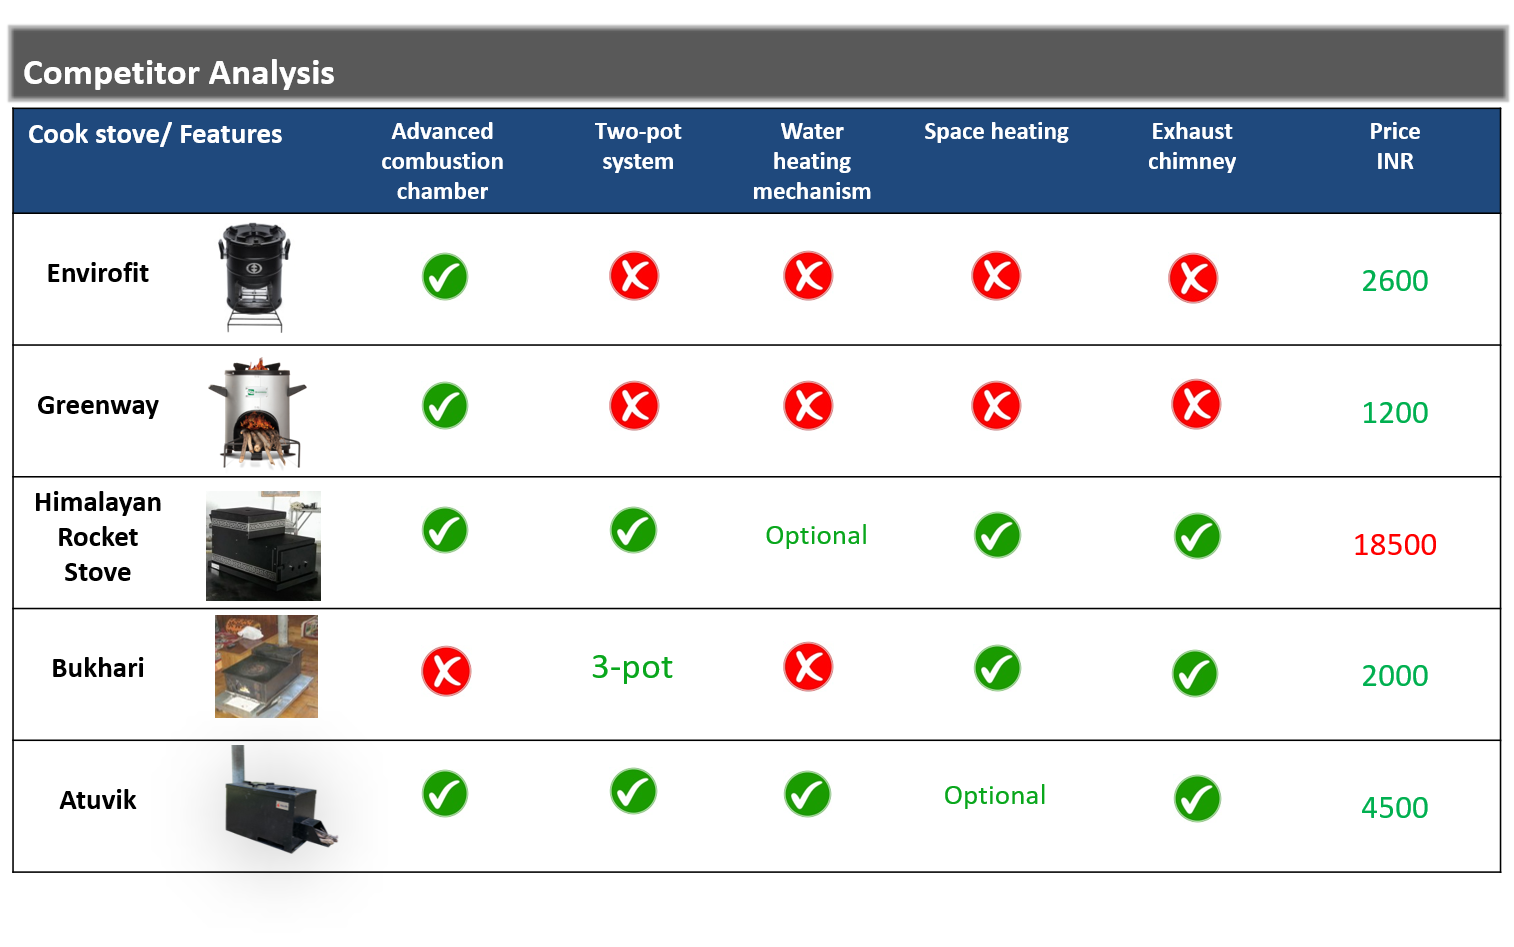 Competitor Analysis
Cook stove/ Features
Advanced
combustion
chamber
Two-pot
system
Water
heating
mechanism
Space heating
Exhaust
chimney
Price
INR
Envirofit
2600
Greenway
1200
Himalayan
Rocket
Stove
Optional
18500
Bukhari
3-pot
2000
Atuvik
Optional
4500